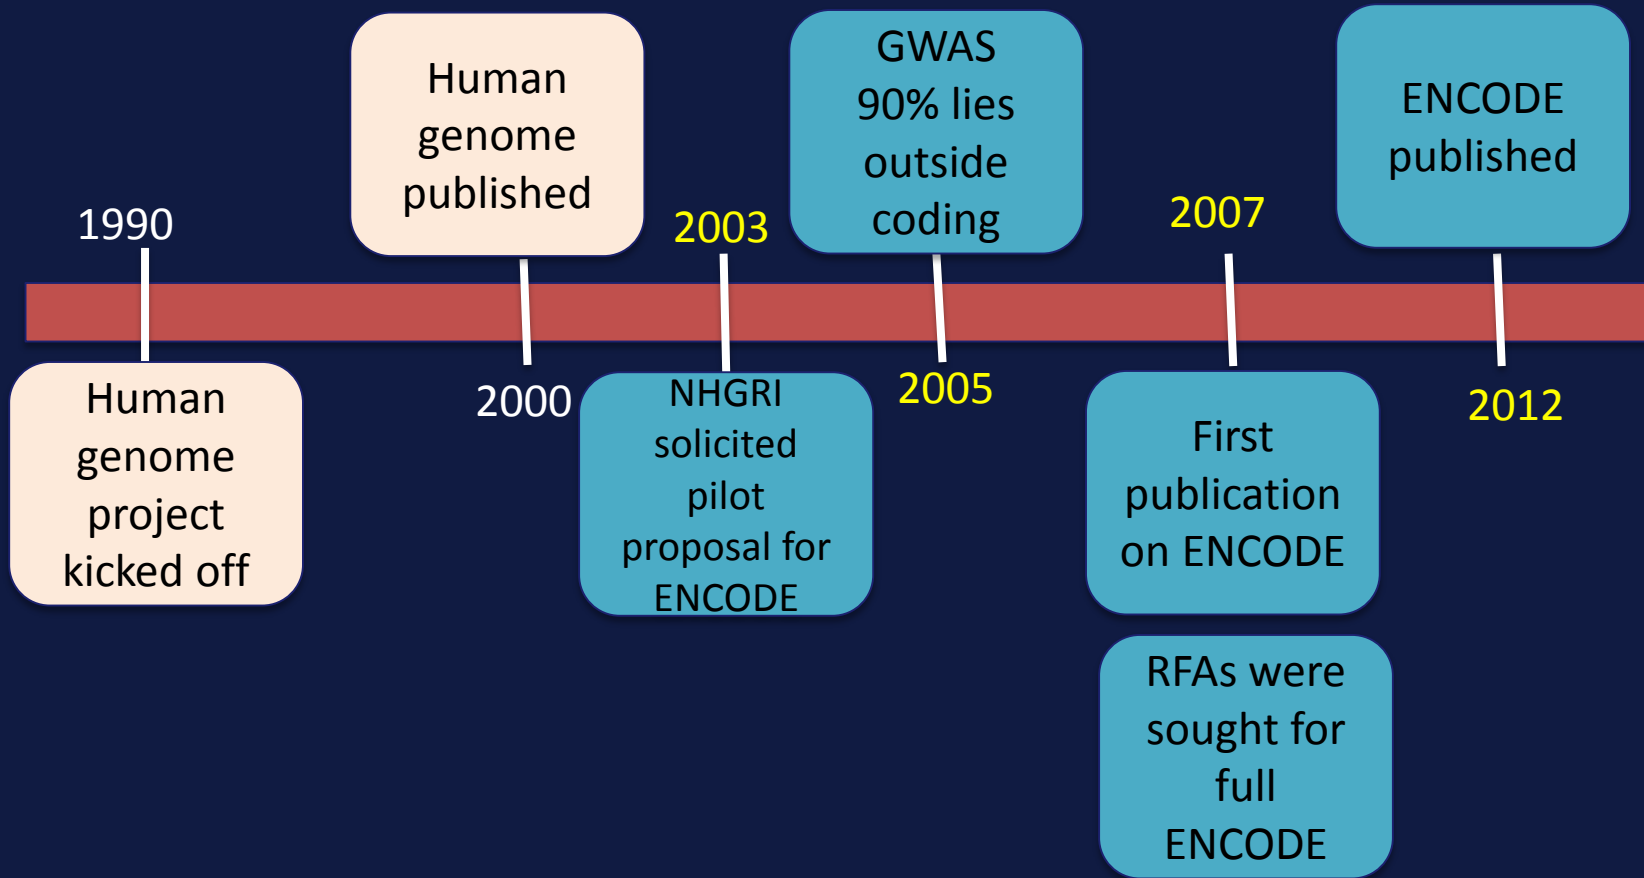 1990
Human
genome
project
kicked off
Human
genome
published
2000
2003
NHGRI
solicited
pilot
proposal for
ENCODE
GWAS
90% lies
outside
coding
2005
2007
First
publication
on ENCODE
RFAs were
sought for
full
ENCODE
ENCODE
published
2012